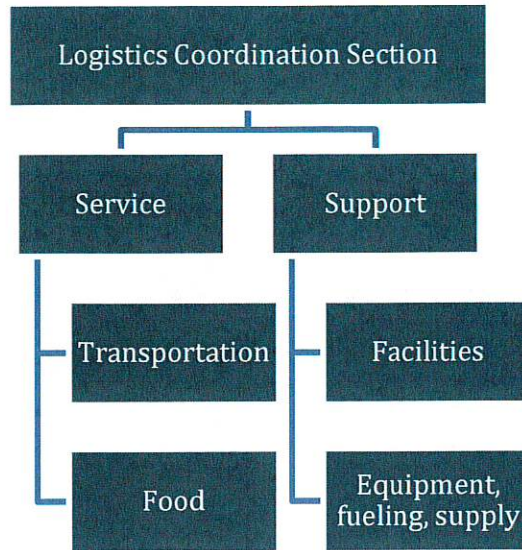 Logistics Coordination Section
Service
Support
Transportation
Facilities
Food
Equipment,
fueling, supply